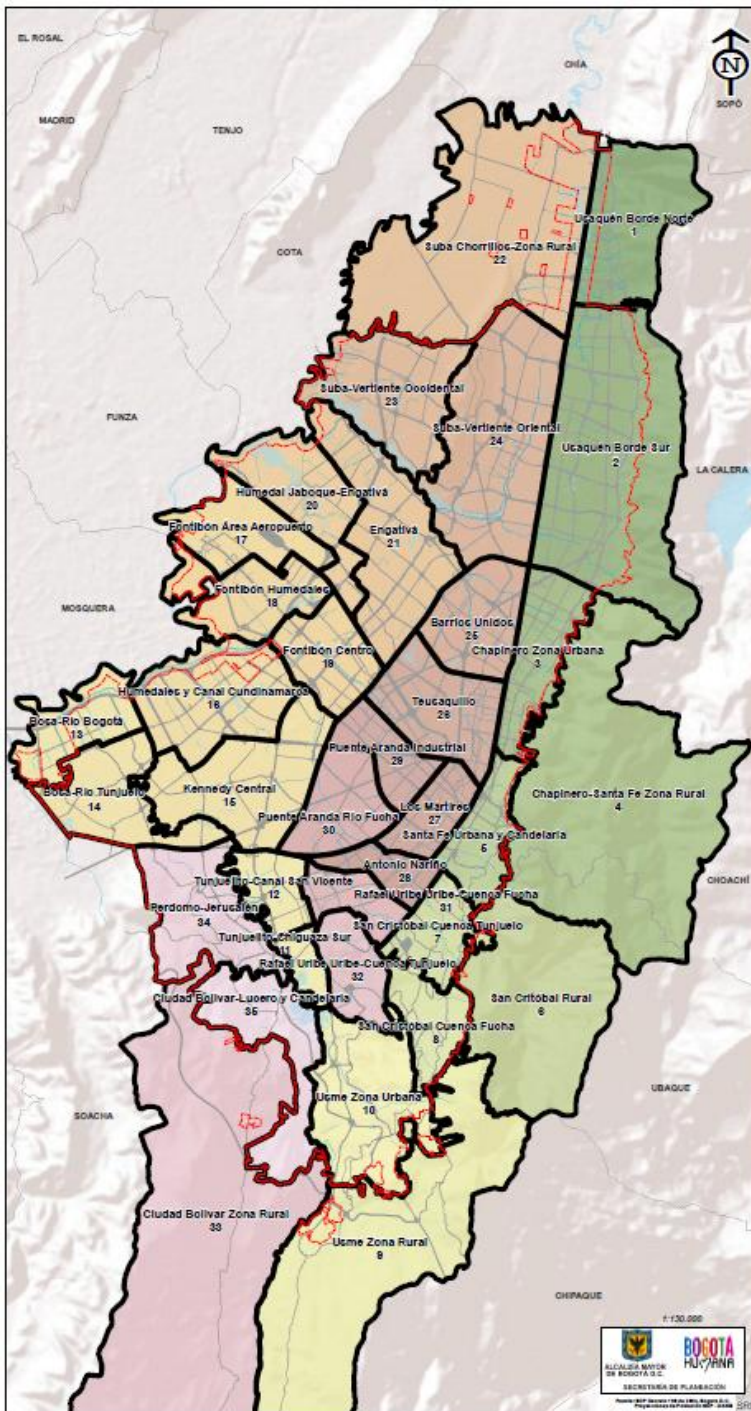 EL ROSAL
CHÍA
N
SOPÓ
MADRID
TENJO
Usaquén Borde Norte
1
COTA
Suba Chorrillos-Zona Rural
22
Suba-Vertiente Occidental
23
FUNZA
Suba-Vertiente Oriental
24
Usaquén Borde Sur
2
LA CALERA
Humedal Jaboque-Engativá
20
Fontibón Área Aeropuerto
17
Engativá
21
Fontibón Humedales
18
MOSQUERA
Barrios Unidos
25
Fontibón Centro
19
Chapinero Zona Urbana
3
Humedales y Canal Cundinamarca
16
Teusaquillo
26
Bosa-Río Bogotá
13
Puente Aranda Industrial
29
Bosa-Río Tunjuelo
14
Kennedy Central
15
Chapinero-Santa Fe Zona Rural
4
Los Mártires
27
Puente Aranda Río Fucha
30
Santa Fe Urbana y Candelaria
5
Antonio Nariño
28
Tunjuelito-Canal San Vicente
12
CHOACHÍ
Rafael Uribe Uribe-Cuenca Fucha
31
Perdomo-Jerusalén
34
San Cristóbal Cuenca Tunjuelo
7
Tunjuelito-Chiguaza Sur
11
Rafael Uribe Uribe-Cuenca Tunjuelo
32
Ciudad Bolívar-Lucero y Candelaria
35
San Critóbal Rural
6
San Cristóbal Cuenca Fucha
8
UBAQUE
Usme Zona Urbana
10
SOACHA
Ciudad Bolívar Zona Rural
33
Usme Zona Rural
9
CHIPAQUE
1:130.000
ALCALDÍA MAYOR
DE BOGOTÁ D.C.
BOGOTÁ
HUMANA
SECRETARÍA DE PLANEACIÓN